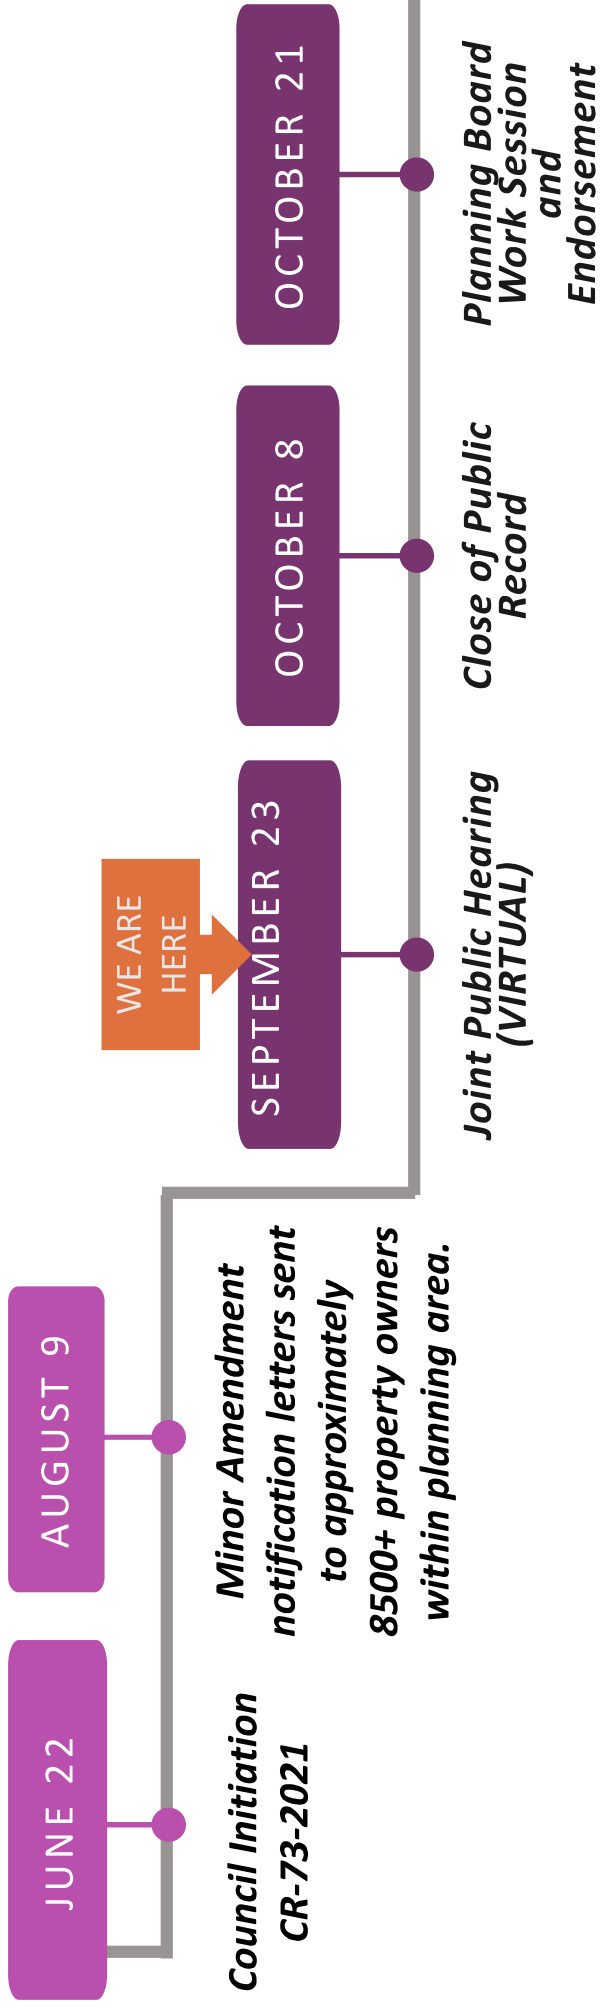 JUNE 22
Council Initiation
CR-73-2021
AUGUST 9
Minor Amendment
notification letters sent
to approximately
8500+ property owners
within planning area.
WE ARE
HERE
SEPTEMBER 23
Joint Public Hearing
(VIRTUAL)
OCTOBER 8
Close of Public
Record
OCTOBER 21
Planning Board
Work Session
and
Endorsement